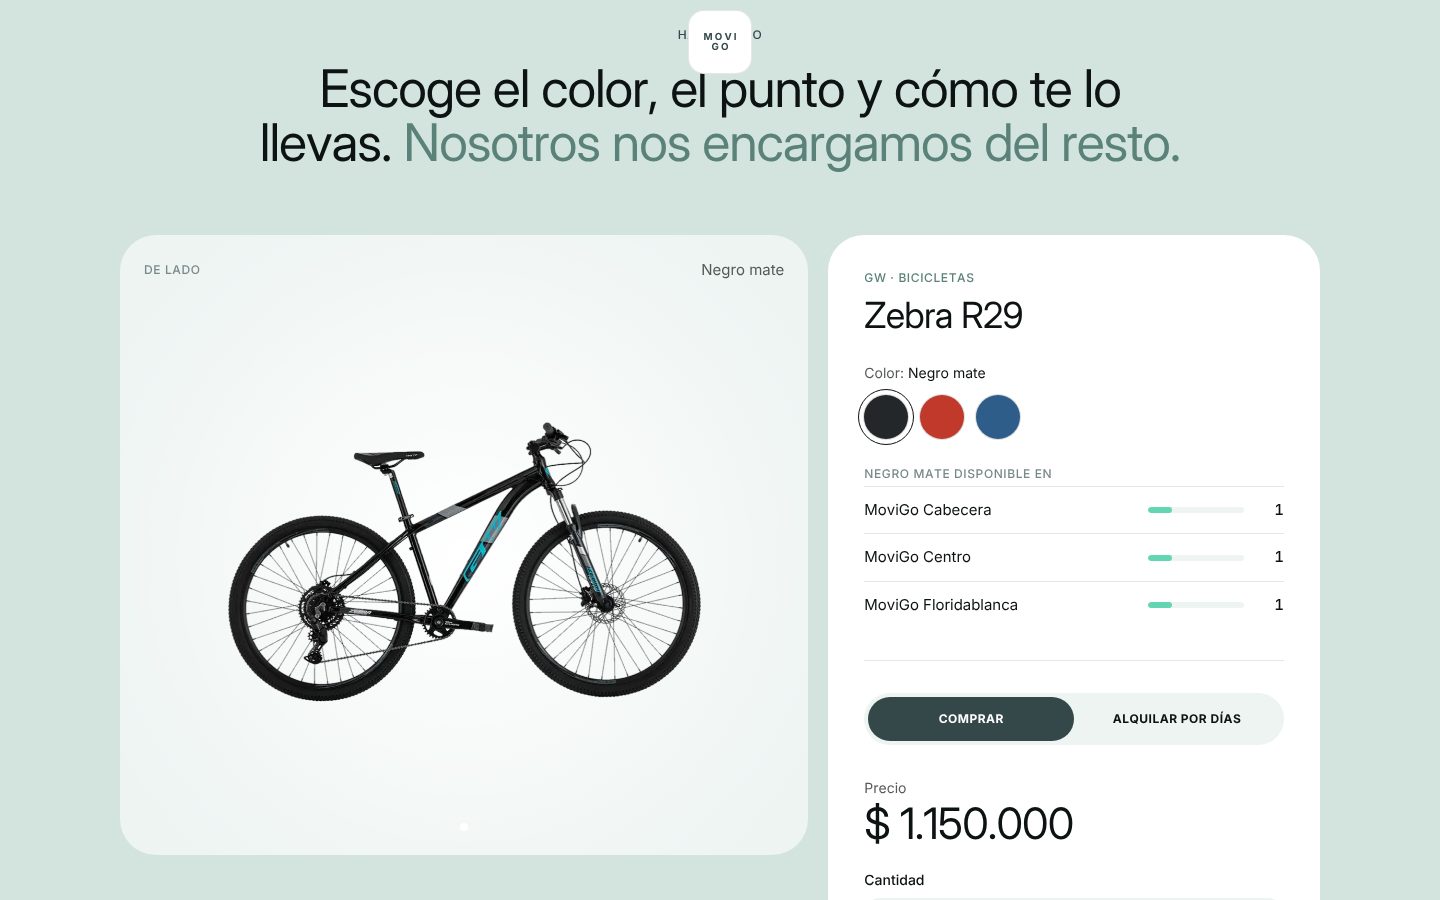 MOVI
GO
Escoge el color, el punto y cómo te lo
llevas. Nosotros nos encargamos del resto.
DE LADO
Negro mate
GW · BICICLETAS
Zebra R29
Color: Negro mate
NEGRO MATE DISPONIBLE EN
MoviGo Cabecera 1
MoviGo Centro 1
MoviGo Floridablanca 1
COMPRAR
ALQUILAR POR DÍAS
Precio
$ 1.150.000
Cantidad